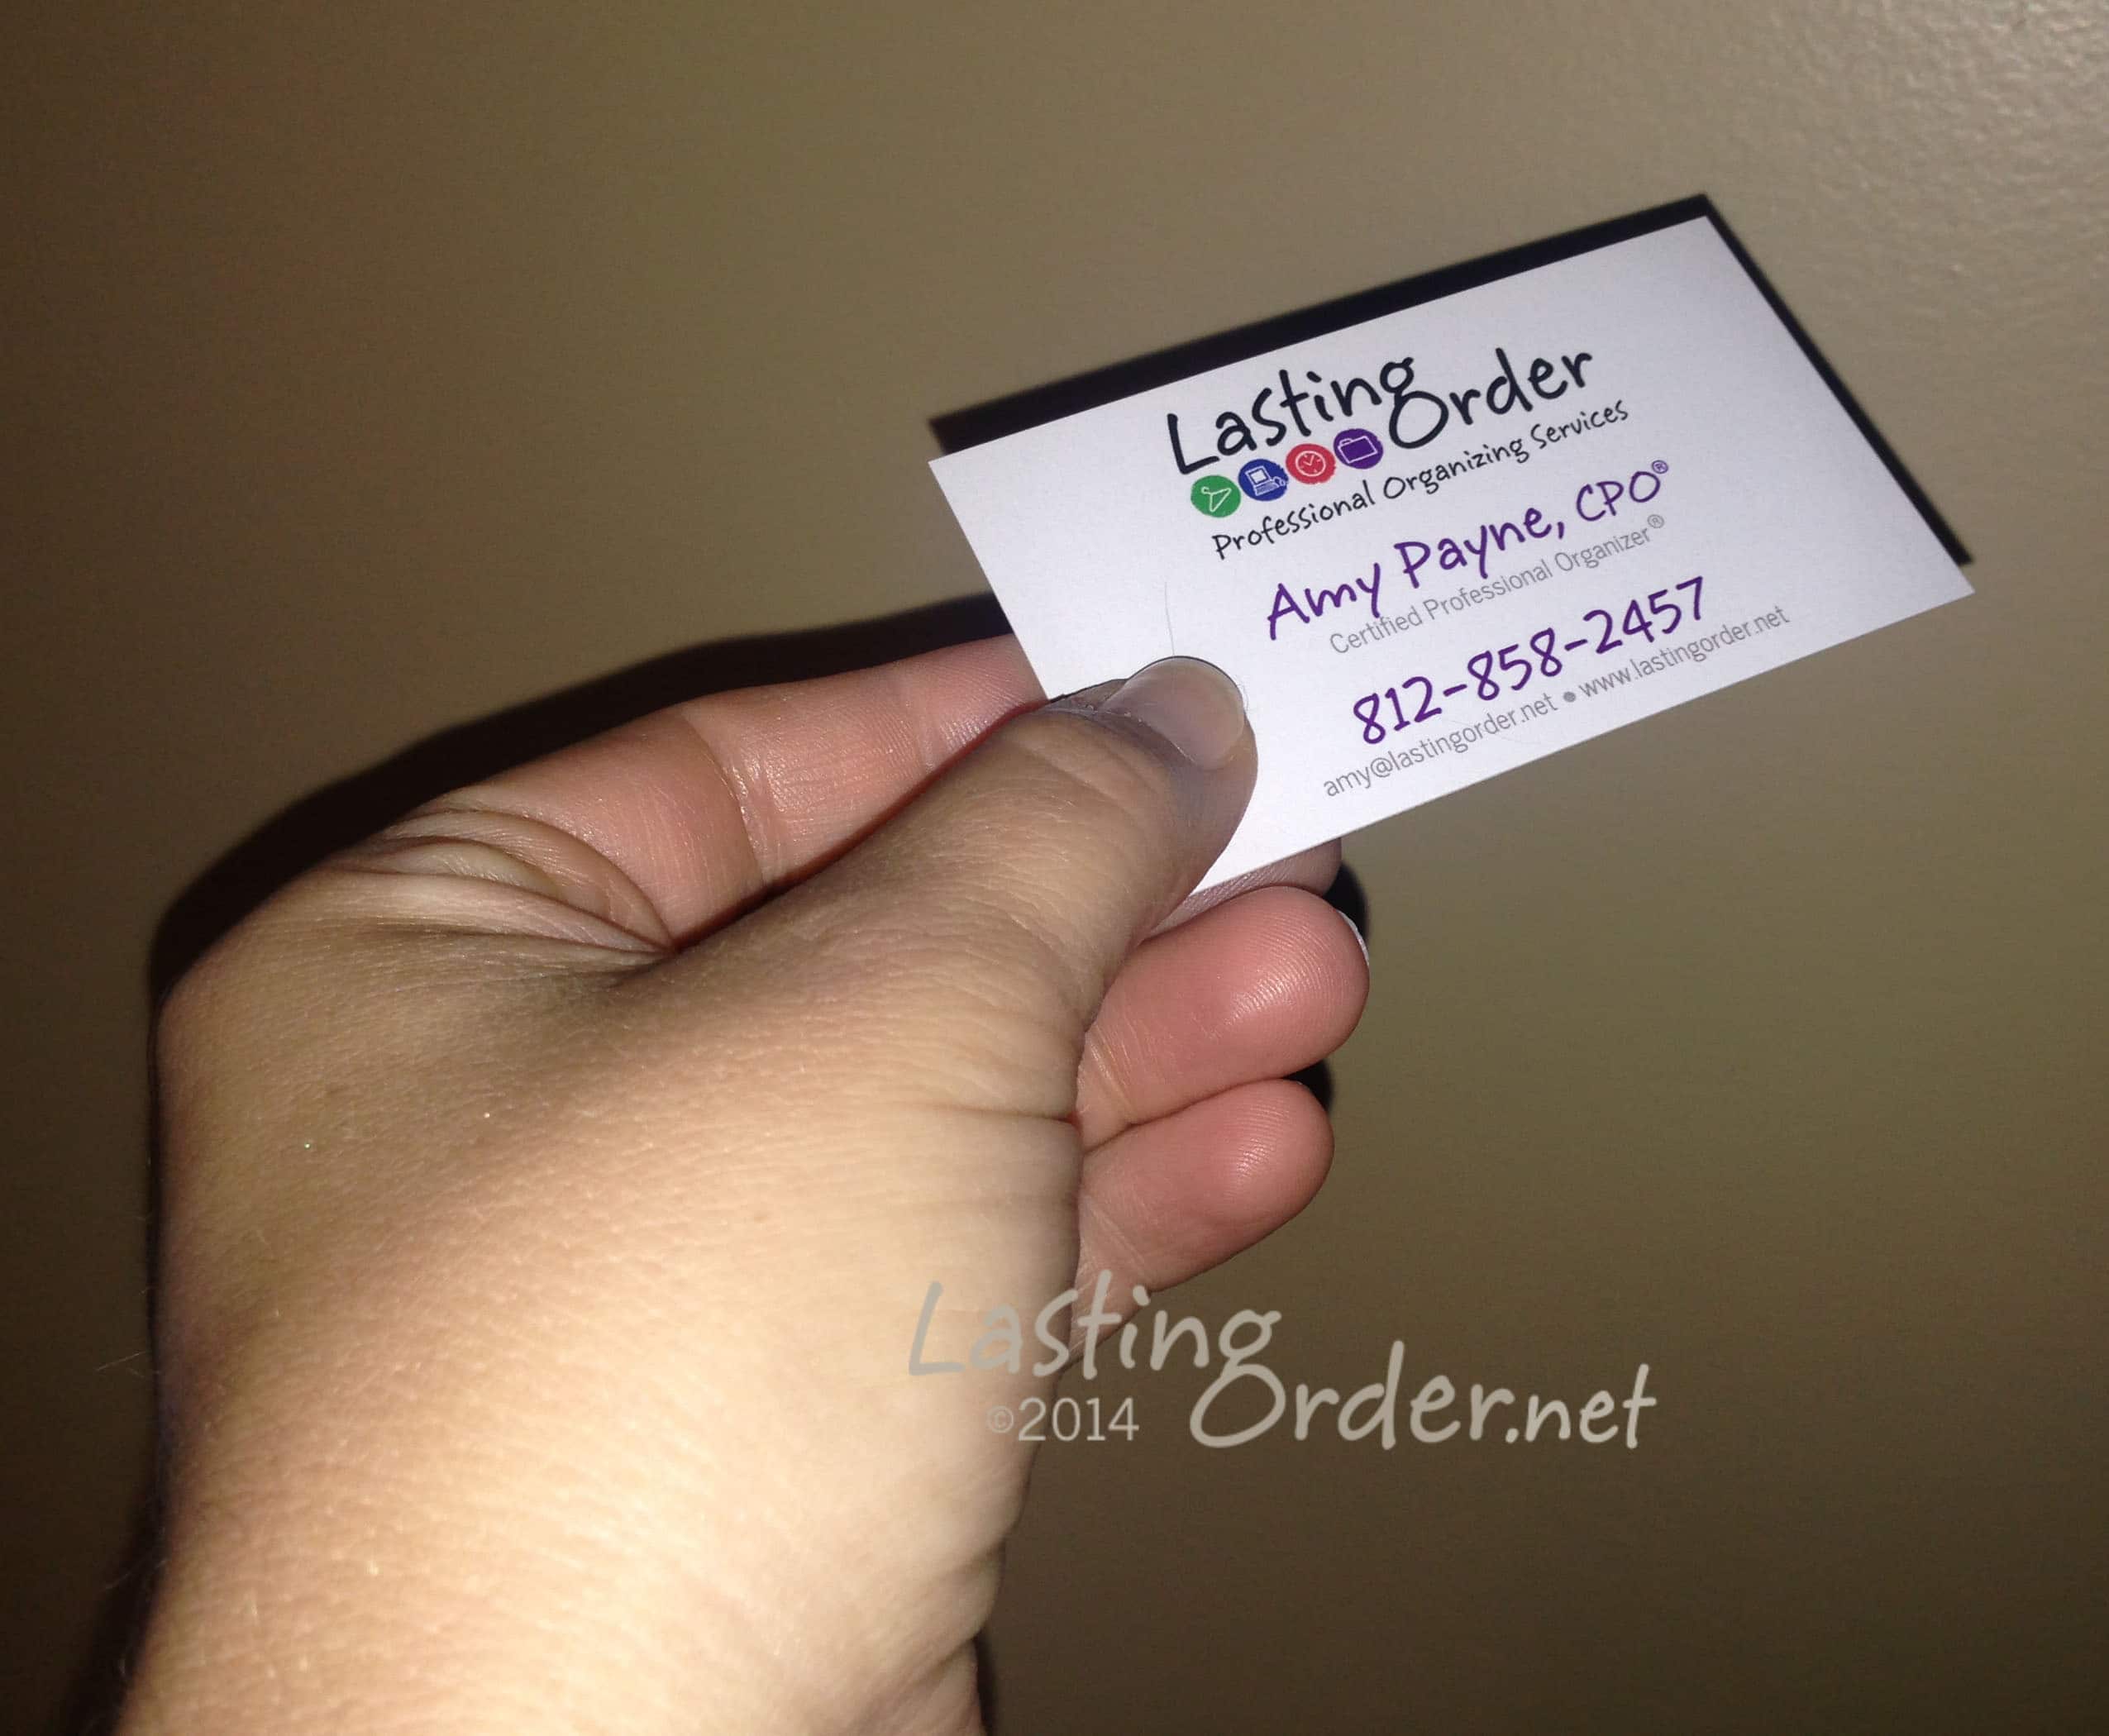 Lasting Order
Professional Organizing Services
Amy Payne, CPO®
Certified Professional Organizer®
812-858-2457
amy@lastingorder.net • www.lastingorder.net
Lasting
©2014 Order.net